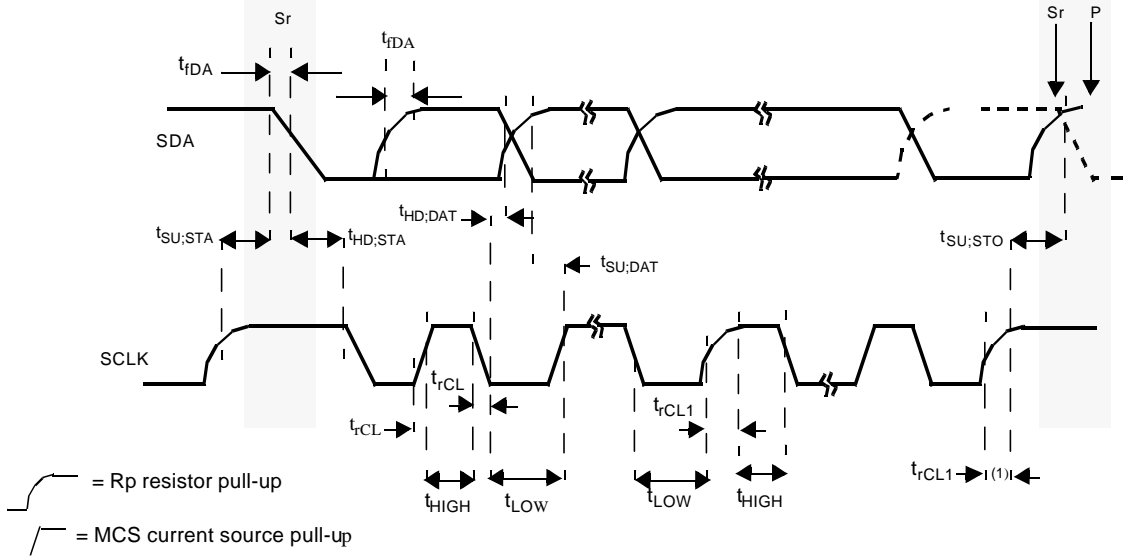 Sr
Sr P
tfDA
tfDA
SDA
tHD;DAT
tSU;STA
tHD;STA
tSU;STO
tSU;DAT
SCLK
trCL
trCL1
trCL
trCL1 (1)
tHIGH
tLOW
tLOW
tHIGH
= Rp resistor pull-up
= MCS current source pull-up